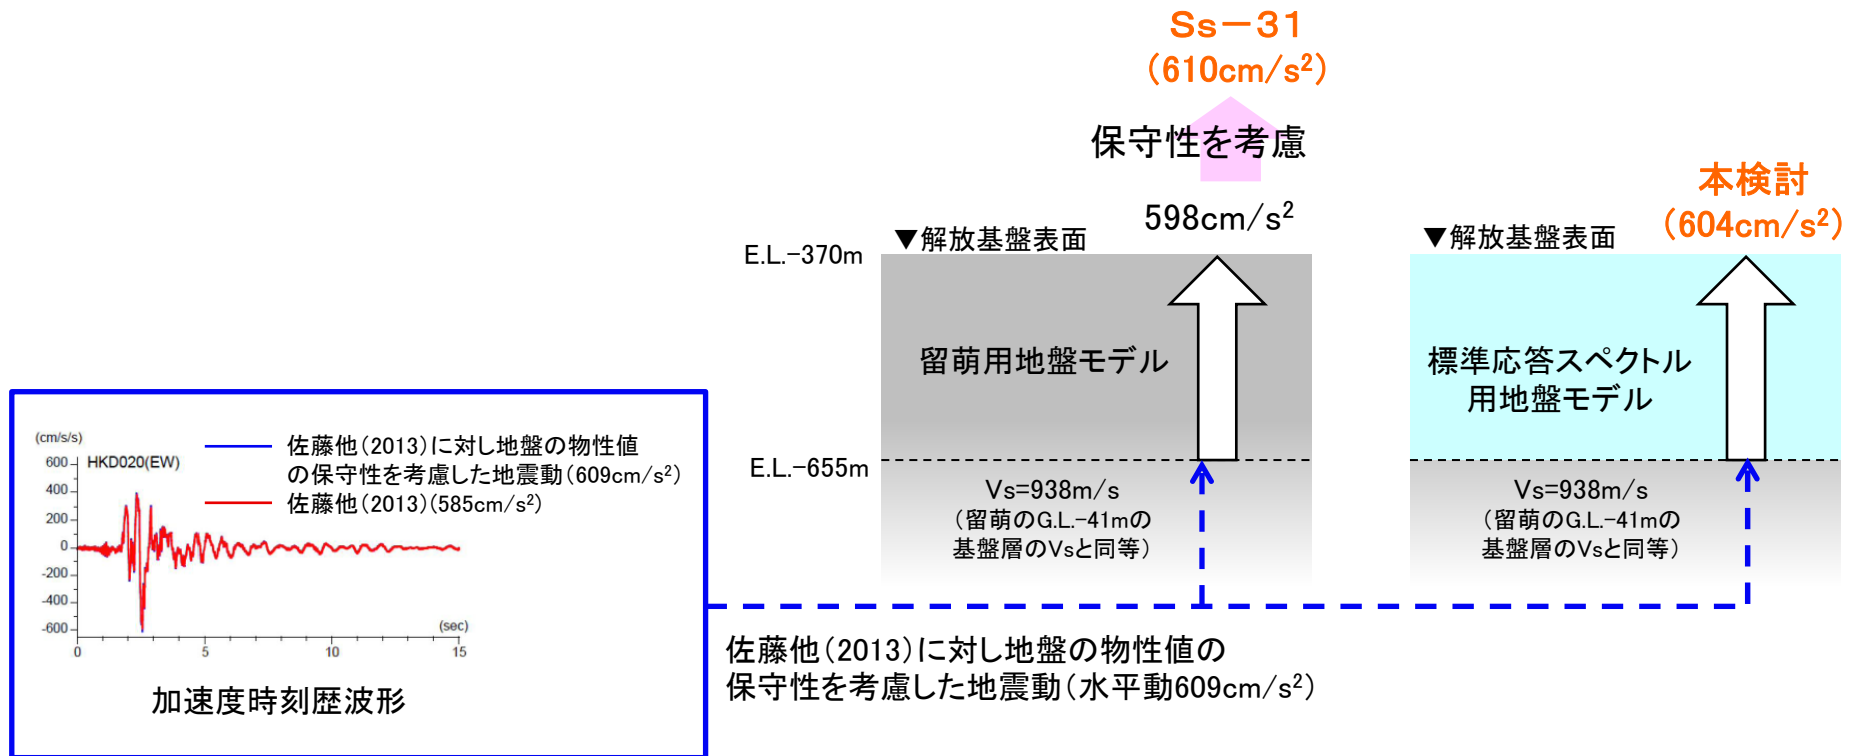 Ss－31
（610cm/s²）
保守性を考慮
598cm/s²
▼解放基盤表面
E.L.-370m
留萌用地盤モデル
E.L.-655m
Vs=938m/s
（留萌のG.L.-41mの
基盤層のVsと同等）
本検討
（604cm/s²）
▼解放基盤表面
標準応答スペクトル
用地盤モデル
Vs=938m/s
（留萌のG.L.-41mの
基盤層のVsと同等）
(cm/s/s)
HKD020(EW)
佐藤他（2013）に対し地盤の物性値
の保守性を考慮した地震動（609cm/s²）
佐藤他（2013）（585cm/s²）
600
400
200
0
-200
-400
-600
(sec)
0 5 10 15
加速度時刻歴波形
佐藤他（2013）に対し地盤の物性値の
保守性を考慮した地震動（水平動609cm/s²）